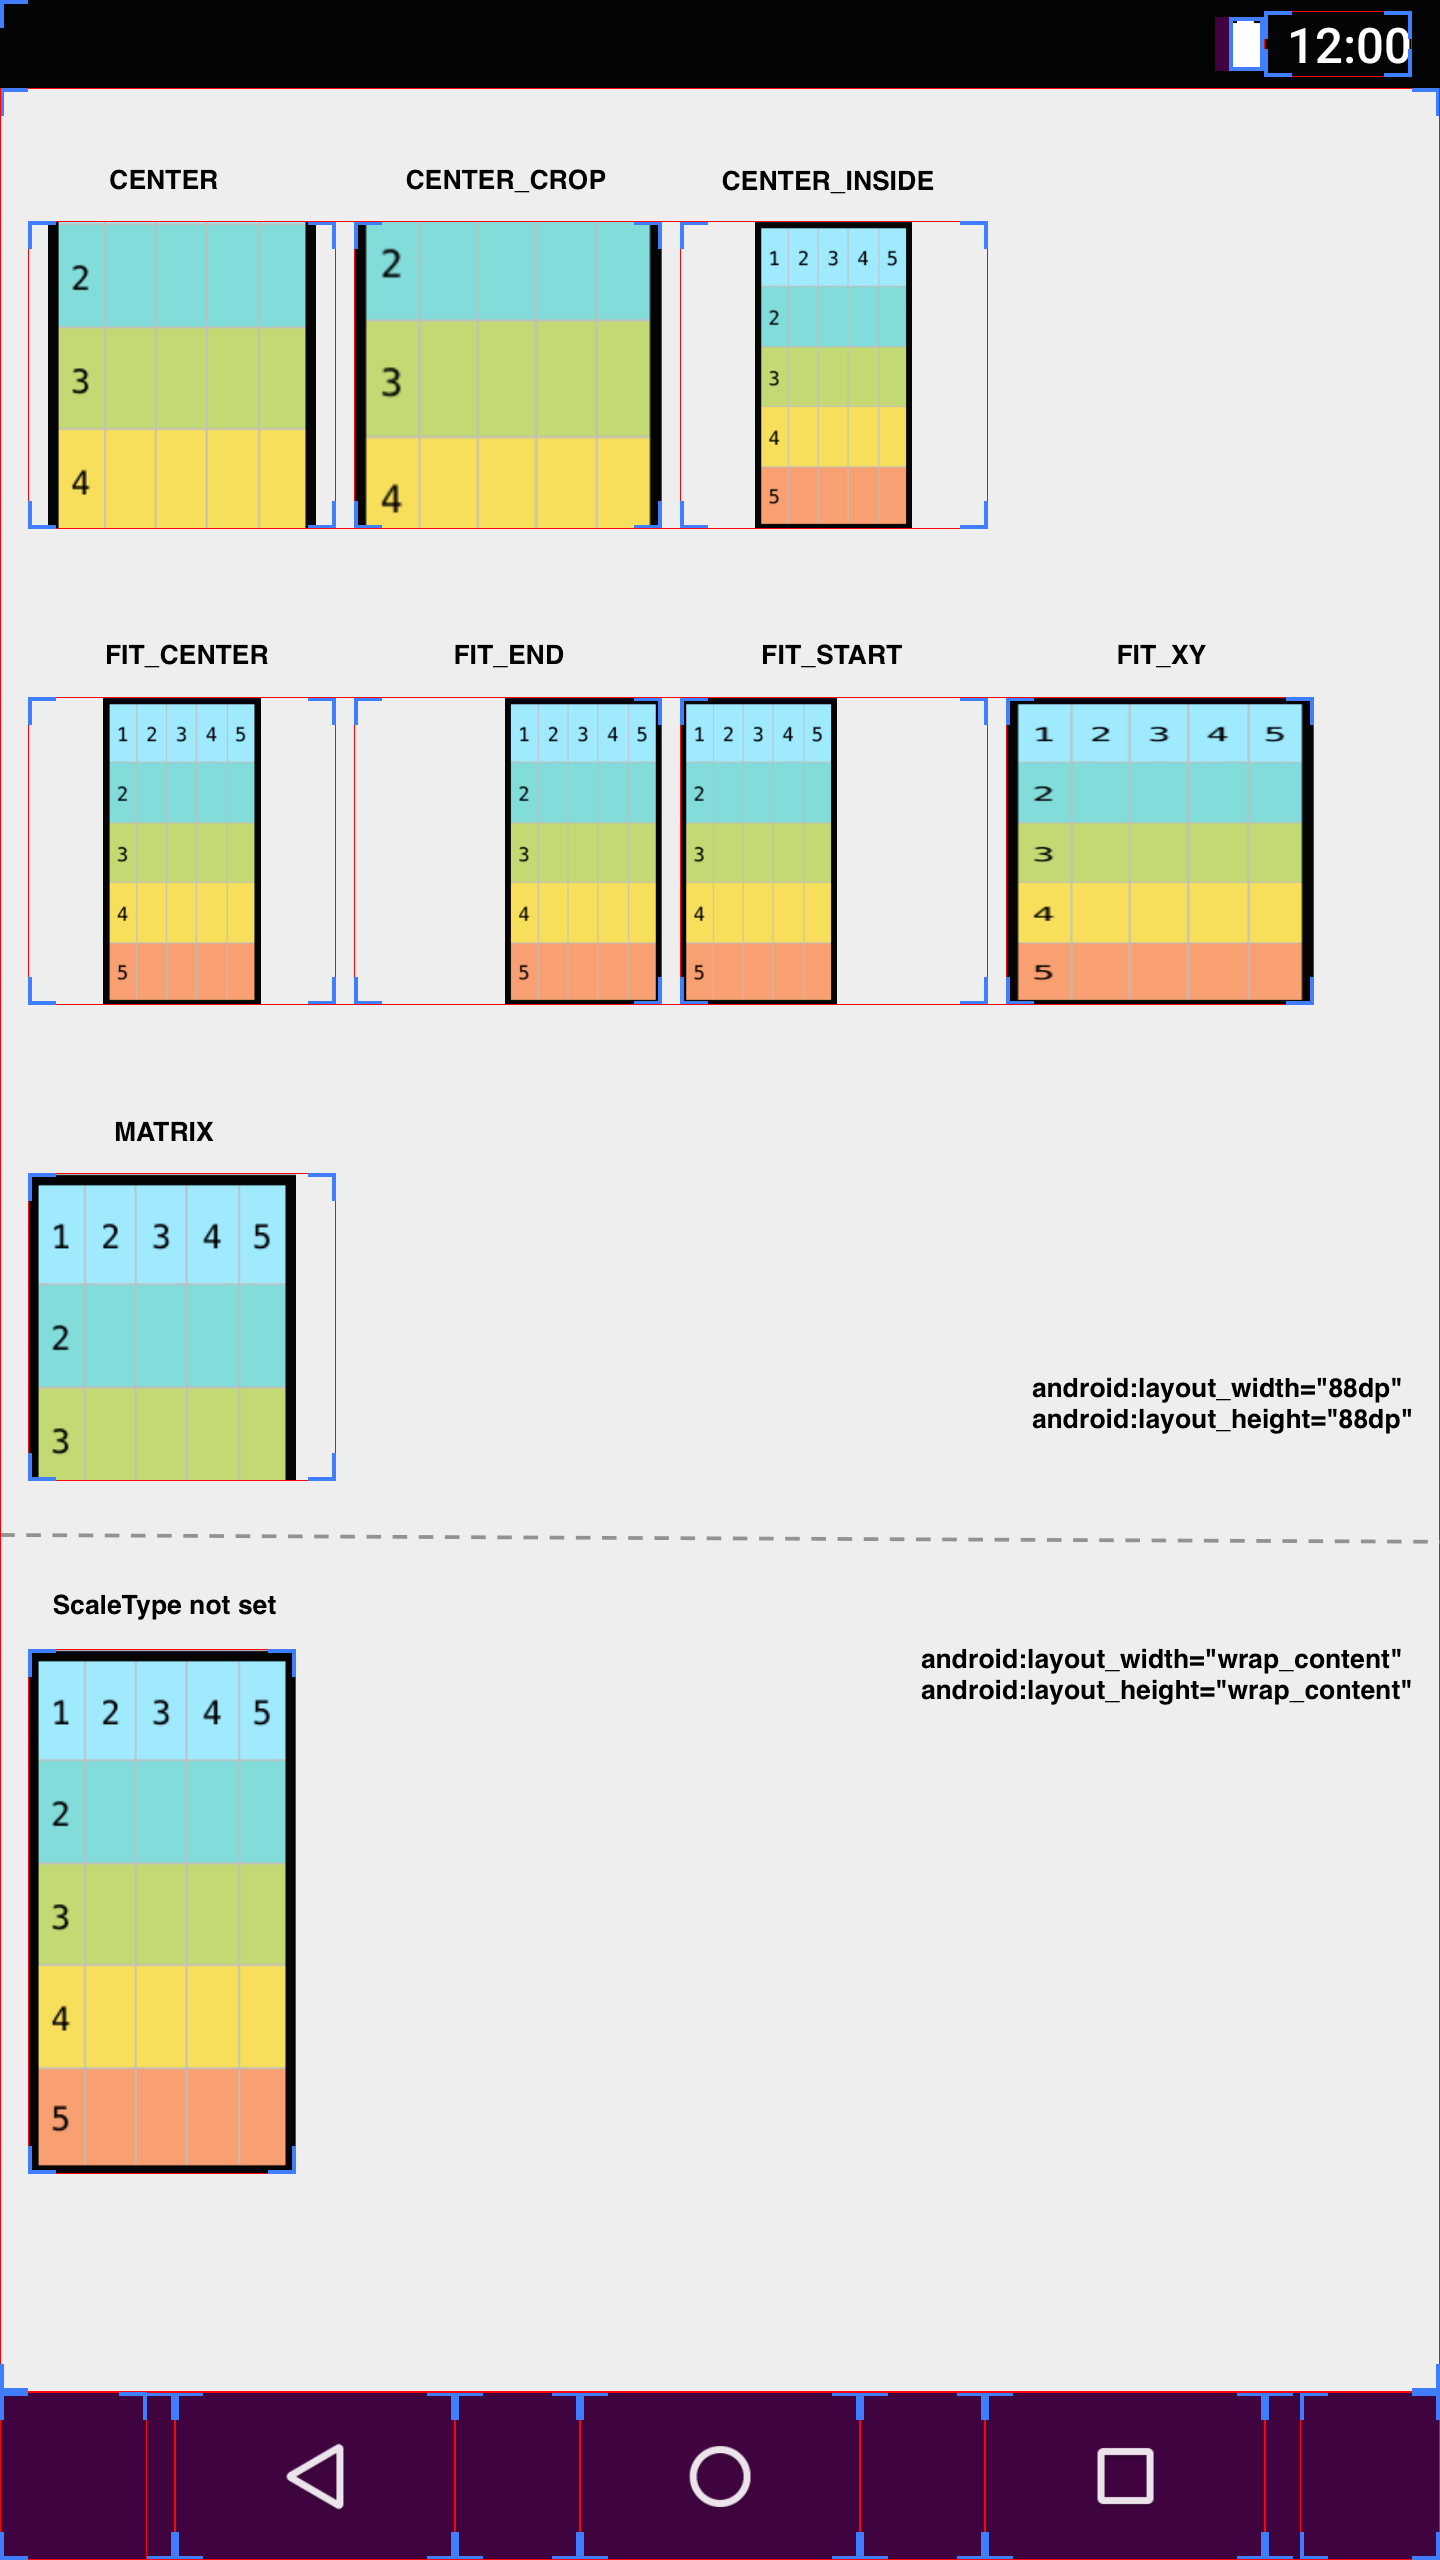 12:00
CENTER
CENTER_CROP
CENTER_INSIDE
2
3
4
2
3
4
1 2 3 4 5
2
3
4
5
FIT_CENTER
FIT_END
FIT_START
FIT_XY
1 2 3 4 5
2
3
4
5
1 2 3 4 5
2
3
4
5
1 2 3 4 5
2
3
4
5
1 2 3 4 5
2
3
4
5
MATRIX
1 2 3 4 5
2
3
android:layout_width="88dp"
android:layout_height="88dp"
ScaleType not set
android:layout_width="wrap_content"
android:layout_height="wrap_content"
1 2 3 4 5
2
3
4
5